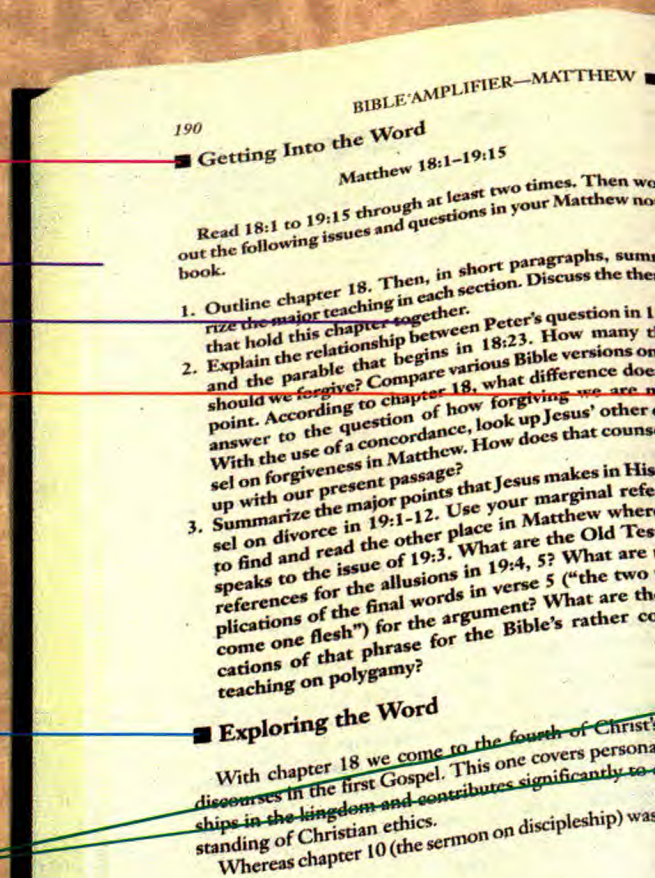 190
BIBLE AMPLIFIER—MATTHEW
Getting Into the Word
Matthew 18:1–19:15
Read 18:1 to 19:15 through at least two times. Then wo
out the following issues and questions in your Matthew no
book.
1. Outline chapter 18. Then, in short paragraphs, summ
rize the major teaching in each section. Discuss the the
that hold this chapter together.
2. Explain the relationship between Peter's question in 1
and the parable that begins in 18:23. How many t
should we forgive? Compare various Bible versions on
point. According to chapter 18, what difference doe
answer to the question of how forgiving we are m
With the use of a concordance, look up Jesus' other
sel on forgiveness in Matthew. How does that couns
up with our present passage?
3. Summarize the major points that Jesus makes in His
sel on divorce in 19:1-12. Use your marginal refe
to find and read the other place in Matthew wher
speaks to the issue of 19:3. What are the Old Tes
references for the allusions in 19:4, 5? What are
plications of the final words in verse 5 ("the two
come one flesh") for the argument? What are the
cations of that phrase for the Bible's rather co
teaching on polygamy?
Exploring the Word
With chapter 18 we come to the fourth of Christ's
discourses in the first Gospel. This one covers persona
ships in the kingdom and contributes significantly to
standing of Christian ethics.
Whereas chapter 10 (the sermon on discipleship) was